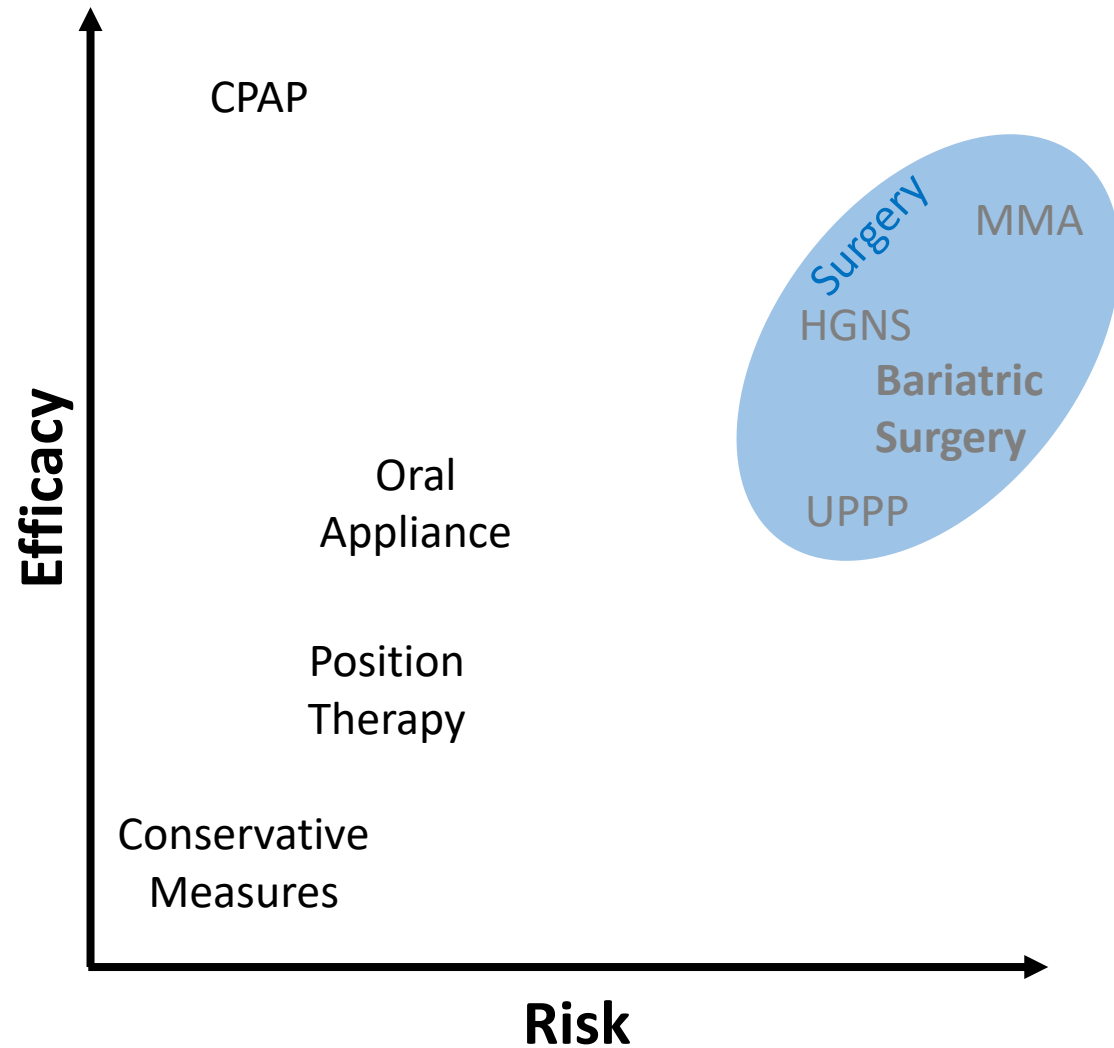 CPAP
Surgery
MMA
HGNS
Bariatric
Surgery
Oral
Appliance
UPPP
Position
Therapy
Conservative
Measures
Efficacy
Risk